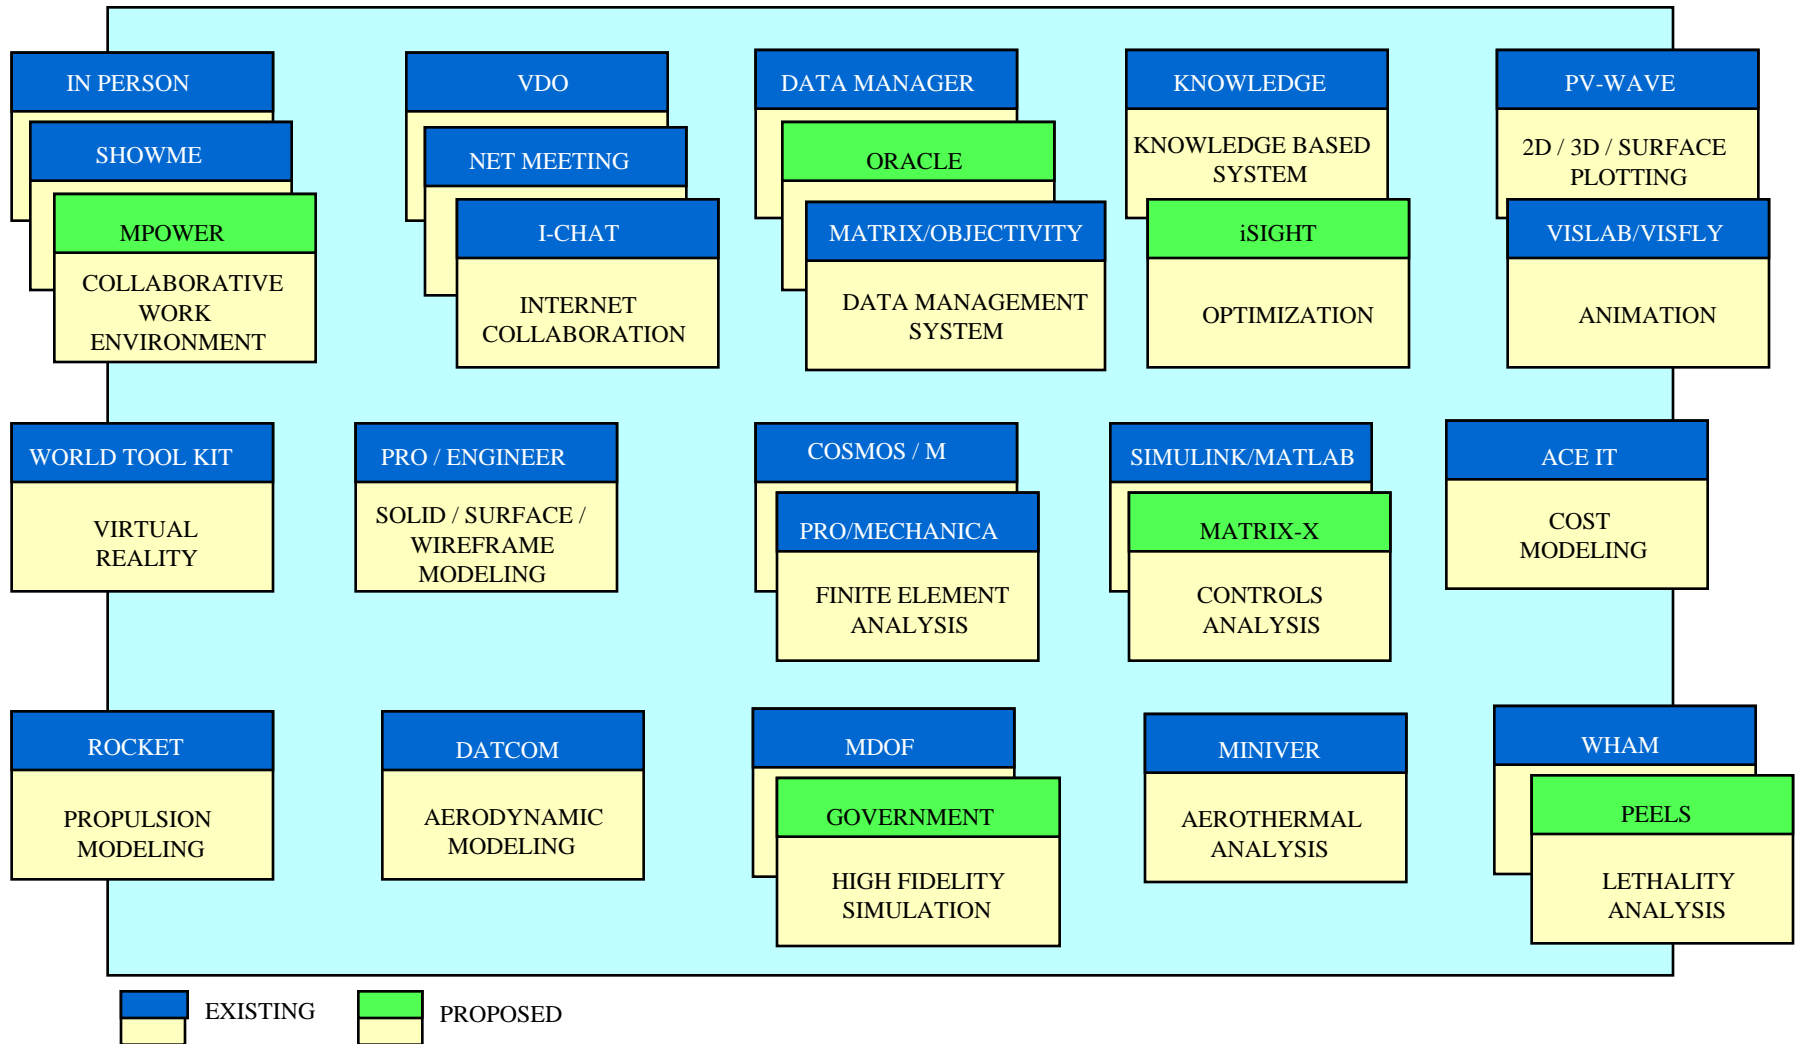 IN PERSON
SHOWME
MPOWER
COLLABORATIVE
WORK
ENVIRONMENT
VDO
NET MEETING
I-CHAT
INTERNET
COLLABORATION
DATA MANAGER
ORACLE
MATRIX/OBJECTIVITY
DATA MANAGEMENT
SYSTEM
KNOWLEDGE
KNOWLEDGE BASED
SYSTEM
iSIGHT
OPTIMIZATION
PV-WAVE
2D / 3D / SURFACE
PLOTTING
VISLAB/VISFLY
ANIMATION
WORLD TOOL KIT
VIRTUAL
REALITY
PRO / ENGINEER
SOLID / SURFACE /
WIREFRAME
MODELING
COSMOS / M
PRO/MECHANICA
FINITE ELEMENT
ANALYSIS
SIMULINK/MATLAB
MATRIX-X
CONTROLS
ANALYSIS
ACE IT
COST
MODELING
ROCKET
PROPULSION
MODELING
DATCOM
AERODYNAMIC
MODELING
MDOF
GOVERNMENT
HIGH FIDELITY
SIMULATION
MINIVER
AEROTHERMAL
ANALYSIS
WHAM
PEELS
LETHALITY
ANALYSIS
EXISTING
PROPOSED